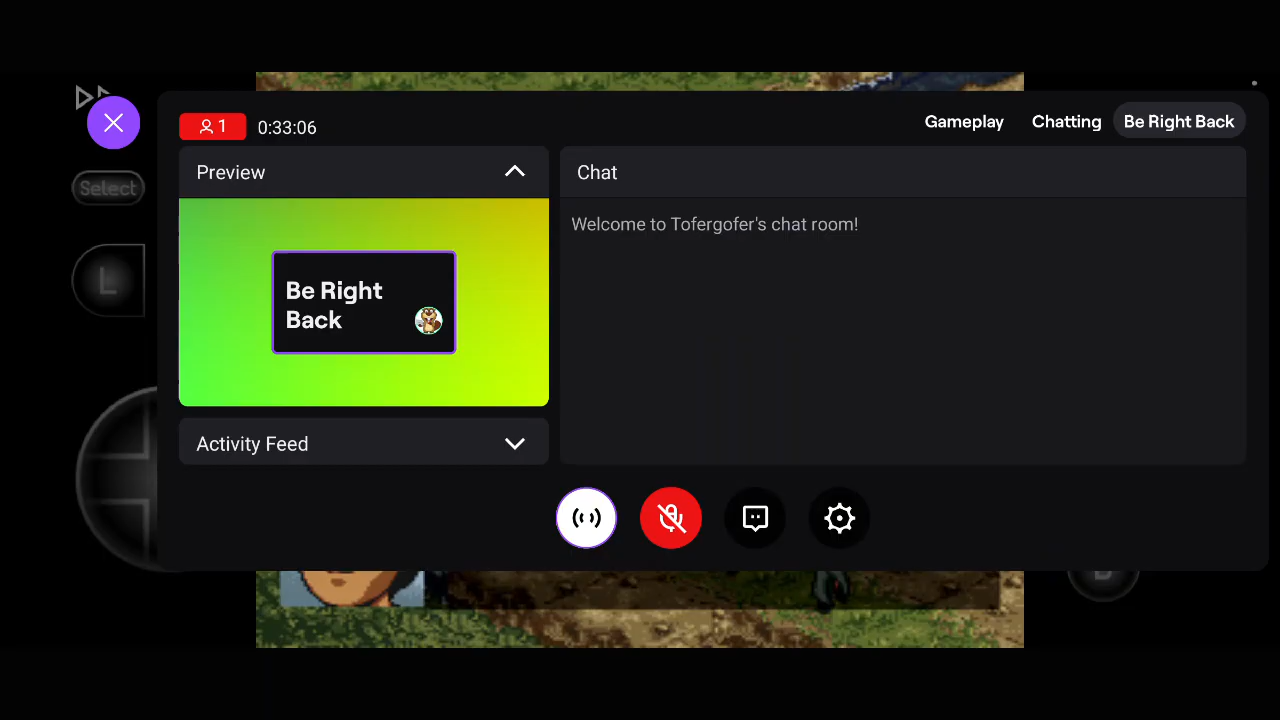 1 0:33:06
Gameplay Chatting Be Right Back
Preview
Chat
Select
Welcome to Tofergofer's chat room!
L
Be Right
Back
Activity Feed